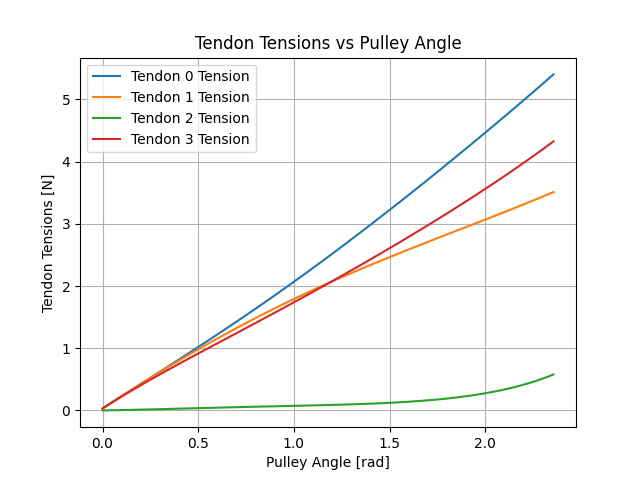 Tendon Tensions vs Pulley Angle
Tendon 0 Tension
Tendon 1 Tension
Tendon 2 Tension
Tendon 3 Tension
Tendon Tensions [N]
5
4
3
2
1
0
0.0 0.5 1.0 1.5 2.0
Pulley Angle [rad]